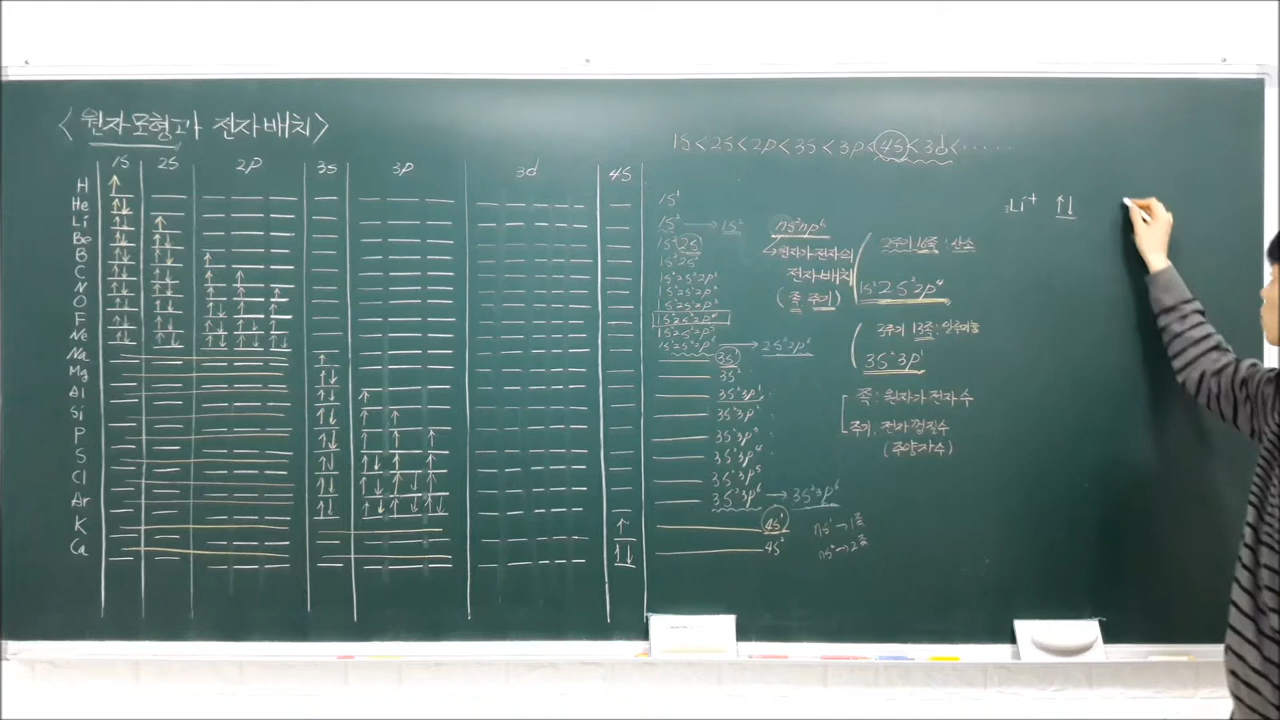 <원자모형과 전자배치>
1s 2s 2p 3s 3p 3d 4s
H ↑
He ↑↓
Li ↑↓ ↑
Be ↑↓ ↑↓
B ↑↓ ↑↓ ↑
C ↑↓ ↑↓ ↑ ↑
N ↑↓ ↑↓ ↑ ↑ ↑
O ↑↓ ↑↓ ↑↓ ↑ ↑
F ↑↓ ↑↓ ↑↓ ↑↓ ↑
Ne ↑↓ ↑↓ ↑↓ ↑↓ ↑↓
Na ↑
Mg ↑↓
Al ↑↓ ↑
Si ↑↓ ↑ ↑
P ↑↓ ↑ ↑ ↑
S ↑↓ ↑↓ ↑ ↑
Cl ↑↓ ↑↓ ↑↓ ↑
Ar ↑↓ ↑↓ ↑↓ ↑↓
K ↑
Ca ↑↓
1s<2s<2p<3s<3p<4s<3d<······
1s¹
1s² → 1s²
1s²2s¹
1s²2s²
1s²2s²2p¹
1s²2s²2p²
1s²2s²2p³
1s²2s²2p⁴
1s²2s²2p⁵
1s²2s²2p⁶ → 2s²2p⁶
3s¹
3s²
3s²3p¹
3s²3p²
3s²3p³
3s²3p⁴
3s²3p⁵
3s²3p⁶ → 3s²3p⁶
4s¹
4s²
ns¹→1족
ns²→2족
ns²np⁶
↳원자가 전자의
전자배치
(족 주기)
2주기 16족 : 산소
1s²2s²2p⁴
3주기 13족 : 알루미늄
3s²3p¹
족 : 원자가 전자 수
주기 : 전자 껍질 수
(주양자수)
₃Li⁺ ↑↓